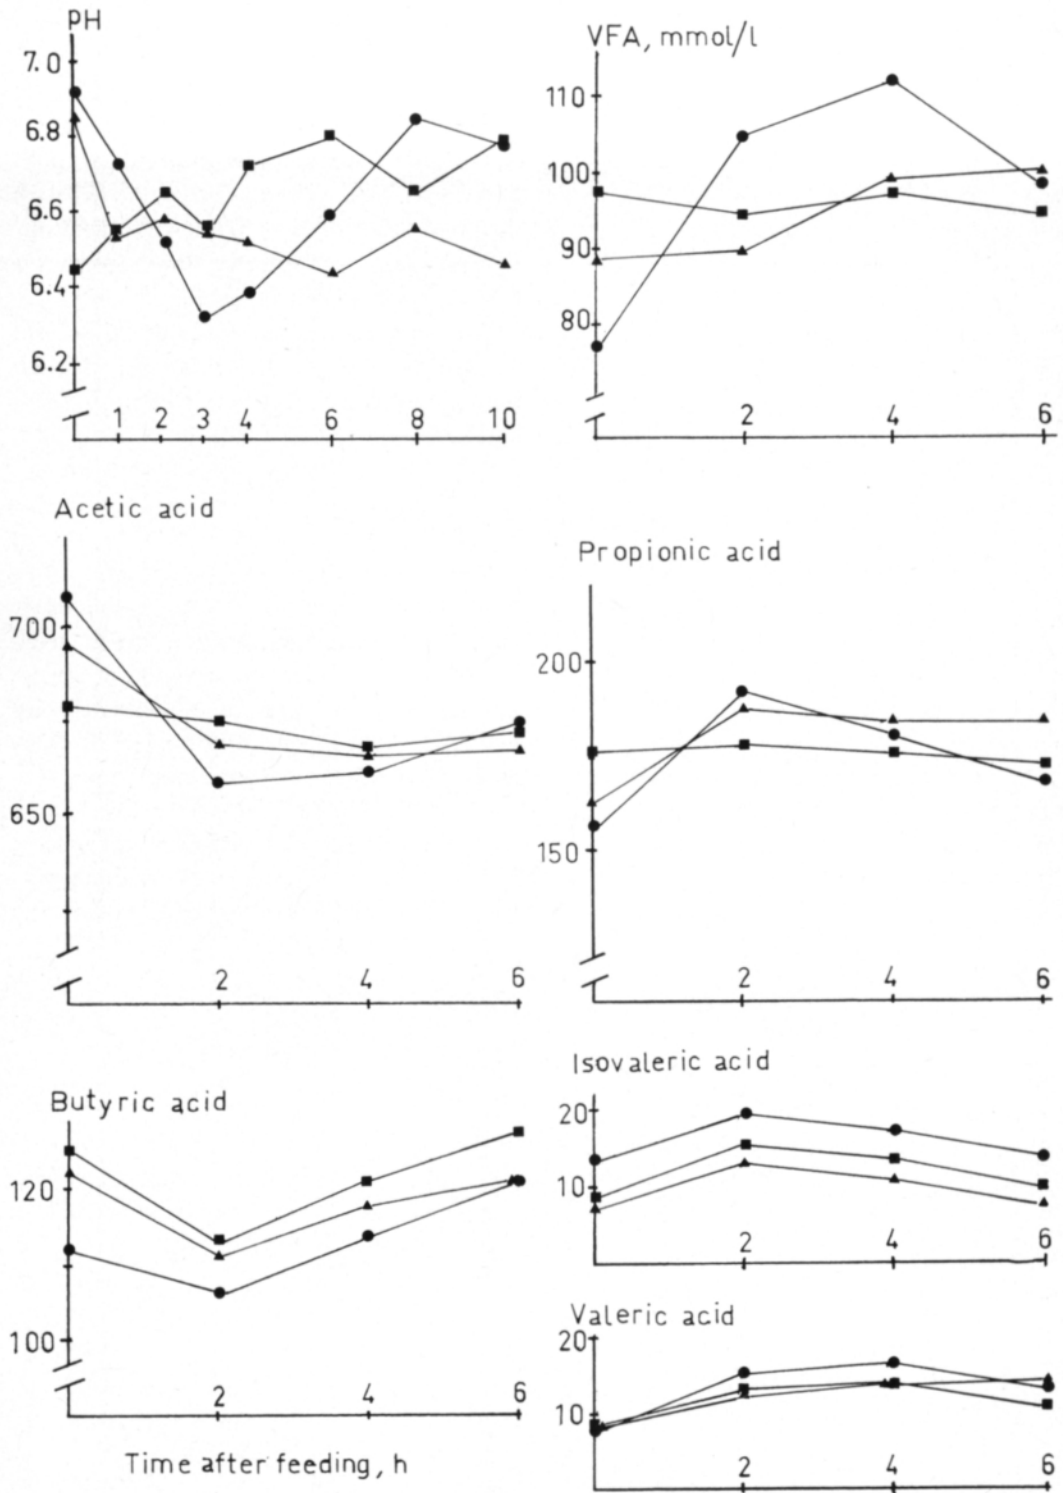 pH
7.0
6.8
6.6
6.4
6.2
1 2 3 4 6 8 10
VFA, mmol/l
110
100
90
80
2 4 6
Acetic acid
700
650
2 4 6
Propionic acid
200
150
2 4 6
Butyric acid
120
100
2 4 6
Time after feeding, h
Isovaleric acid
20
10
2 4 6
Valeric acid
20
10
2 4 6